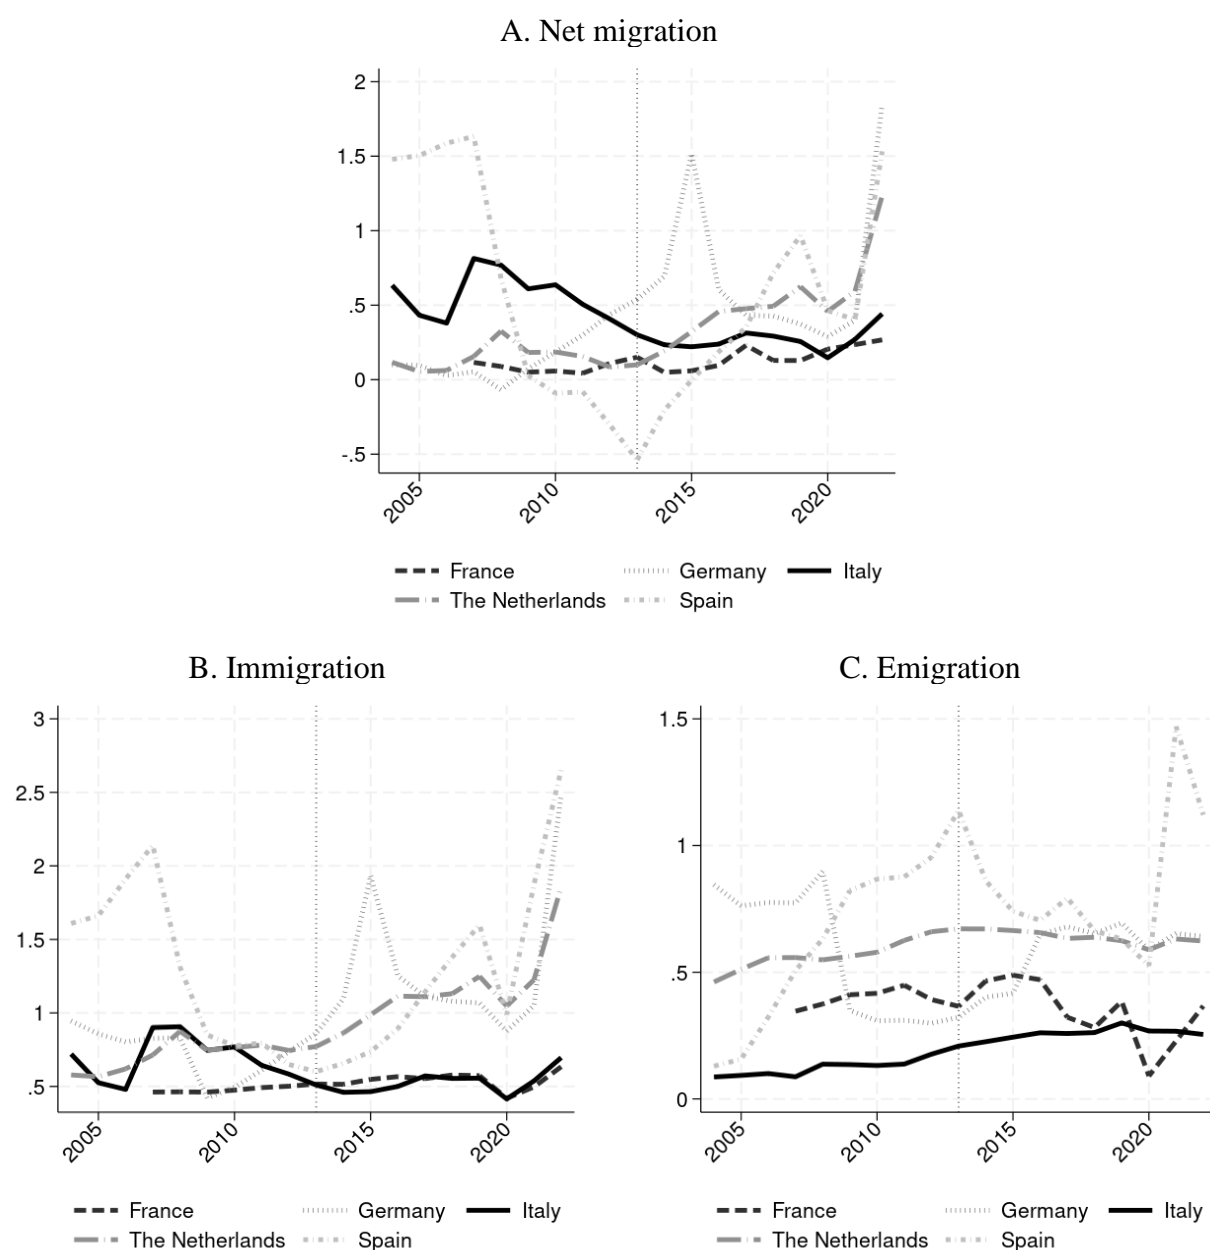 A. Net migration
2
1.5
1
.5
0
-.5
2005 2010 2015 2020
France Germany Italy
The Netherlands Spain
B. Immigration
3
2.5
2
1.5
1
.5
2005 2010 2015 2020
France Germany Italy
The Netherlands Spain
C. Emigration
1.5
1
.5
0
2005 2010 2015 2020
France Germany Italy
The Netherlands Spain